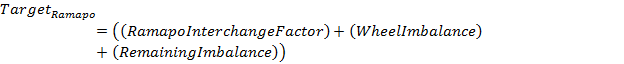 Target_Ramapo
= ((RamapoInterchangeFactor) + (WheelImbalance)
+ (RemainingImbalance))